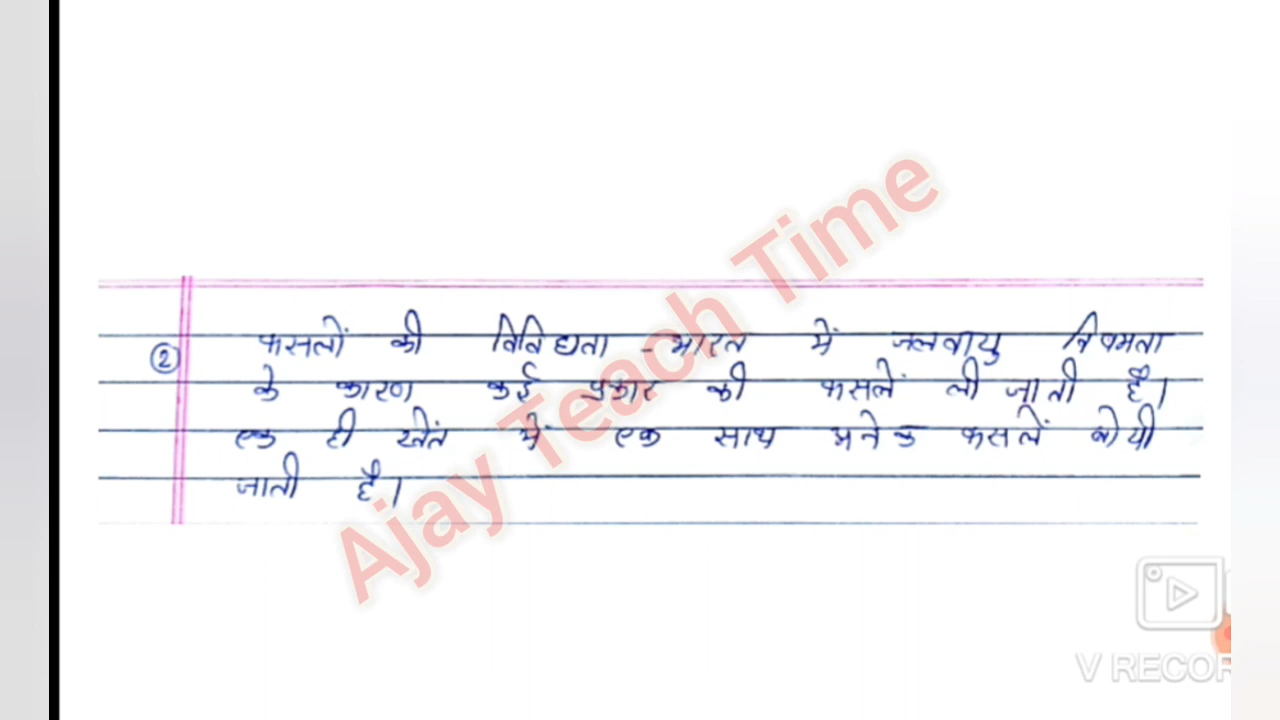 ② फसलों की विविधता - भारत में जलवायु विषमता
के कारण कई प्रकार की फसलें ली जाती है।
एक ही खेत में एक साथ अनेक फसलें बोयी
जाती है।
Ajay Teach Time
V RECOR